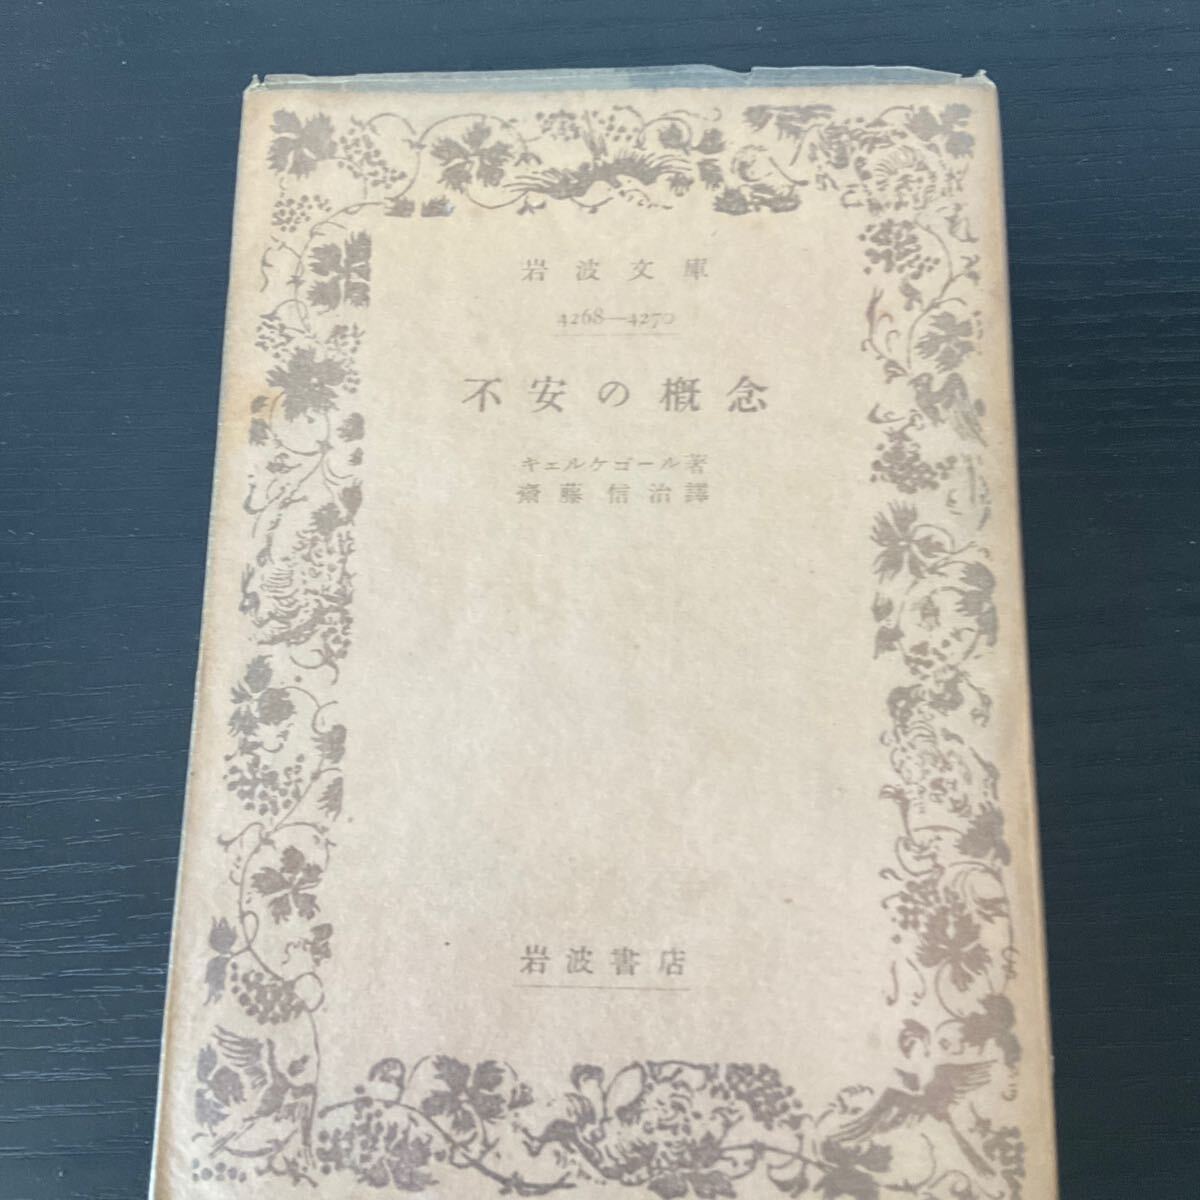 岩波文庫
4268—4270
不安の概念
キェルケゴール著
齋藤信治譯
岩波書店